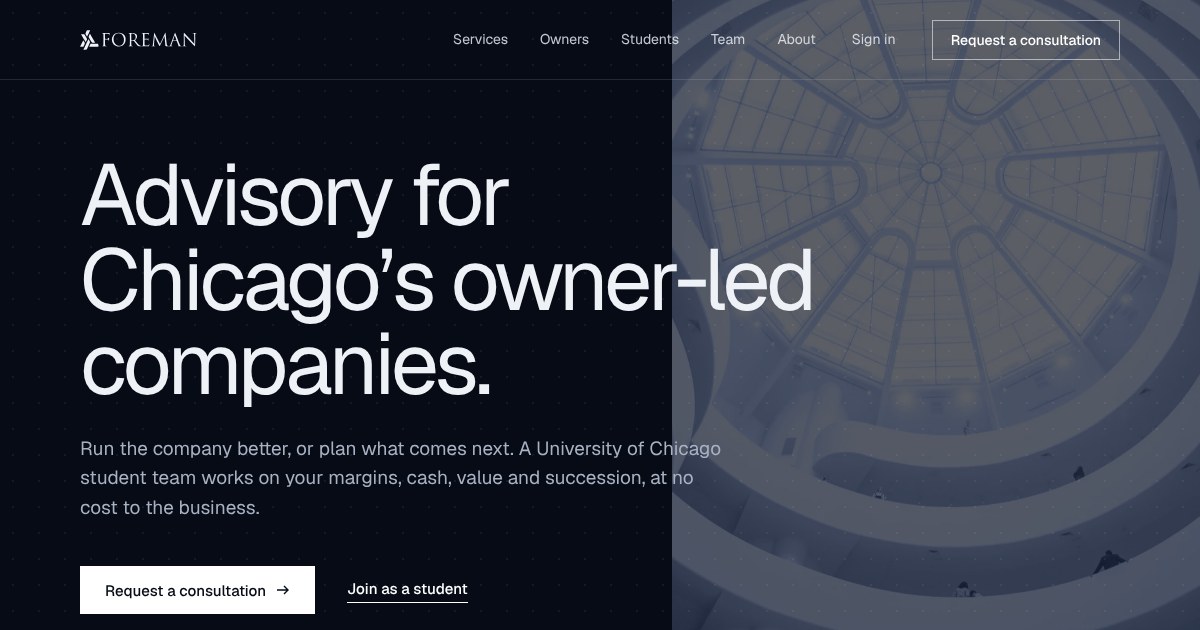 FOREMAN
Services Owners Students Team About Sign in Request a consultation
Advisory for
Chicago’s owner-led
companies.
Run the company better, or plan what comes next. A University of Chicago
student team works on your margins, cash, value and succession, at no
cost to the business.
Request a consultation → Join as a student